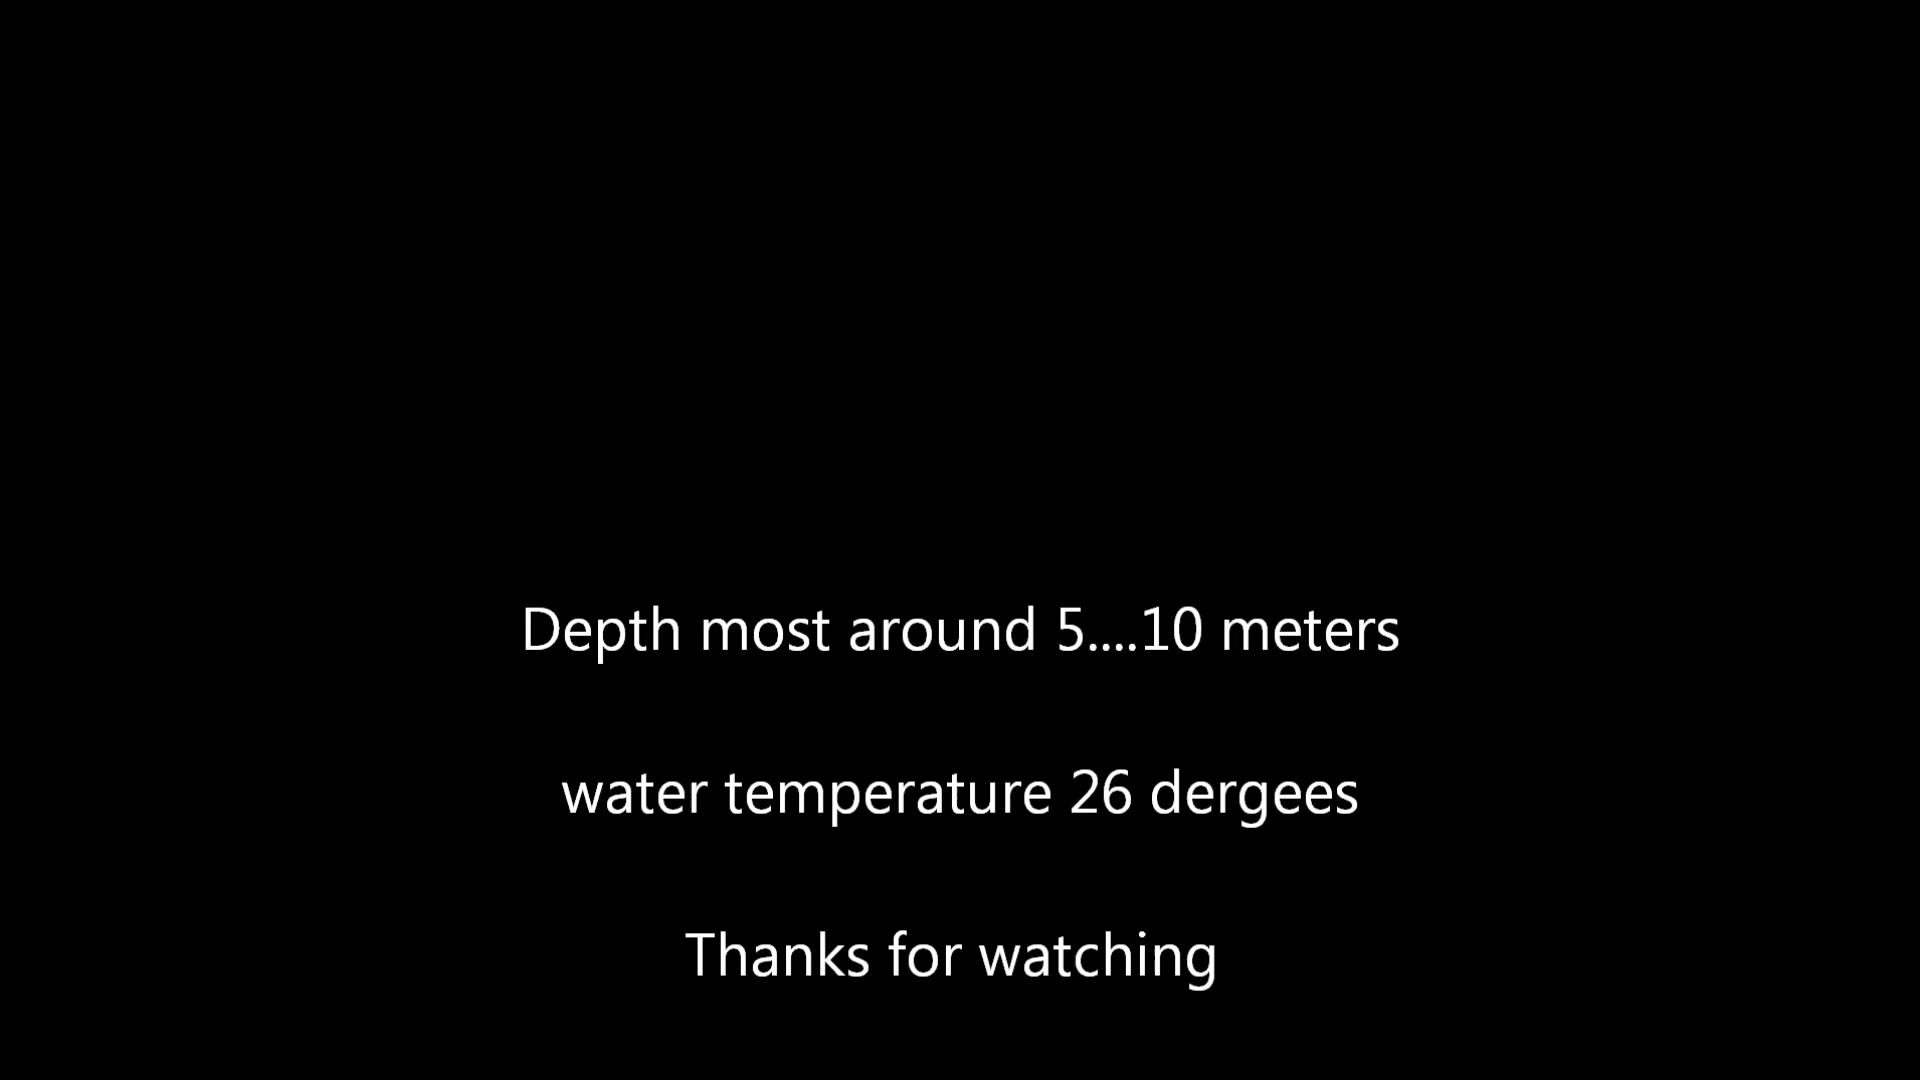 Depth most around 5....10 meters
water temperature 26 dergees
Thanks for watching